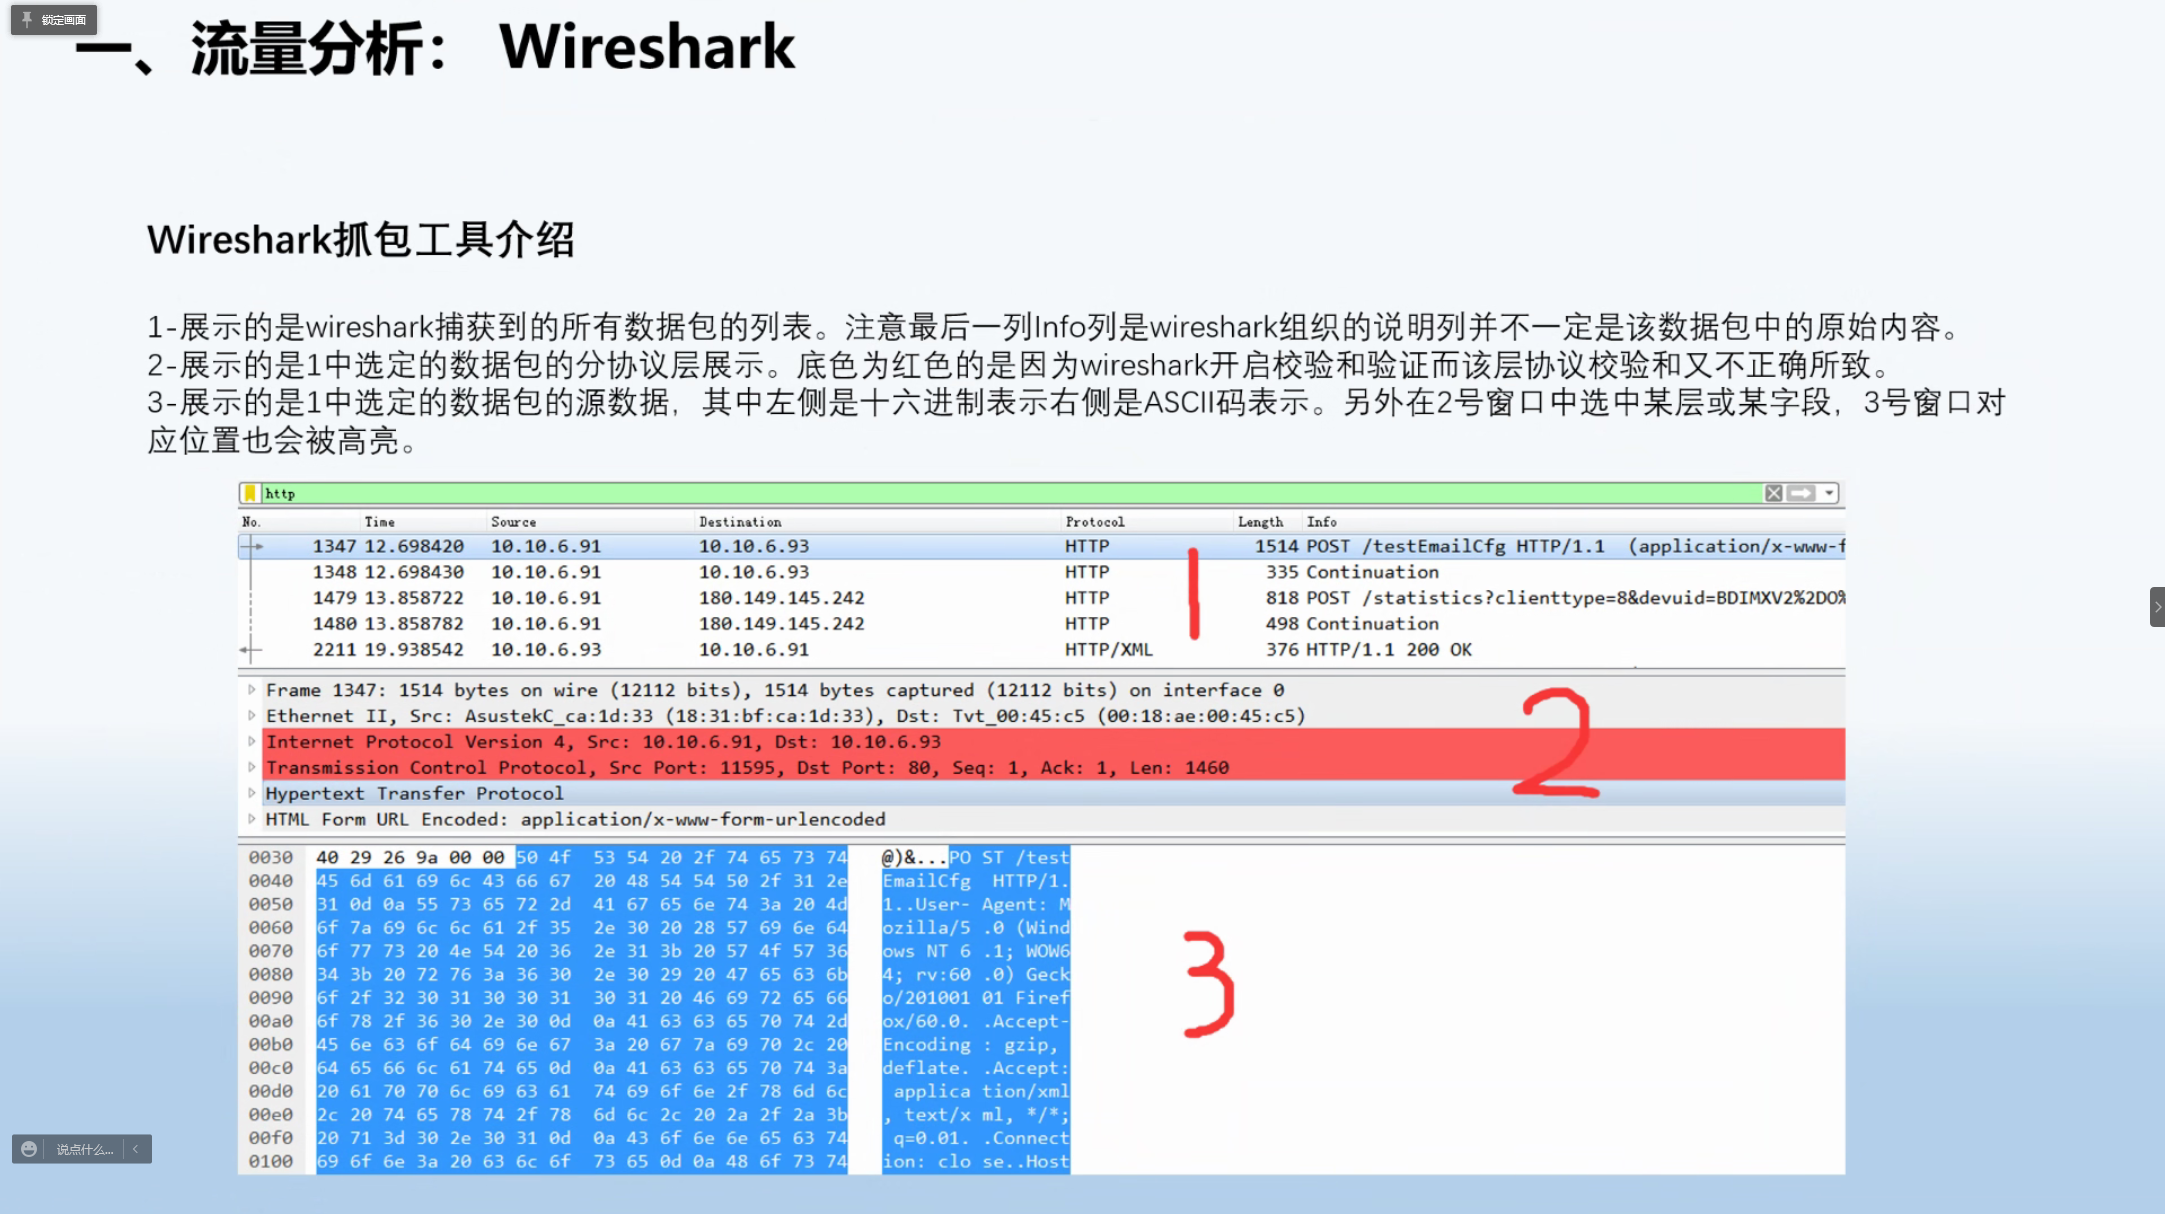 锁定画面
一、流量分析： Wireshark
Wireshark抓包工具介绍
1-展示的是wireshark捕获到的所有数据包的列表。注意最后一列Info列是wireshark组织的说明列并不一定是该数据包中的原始内容。
2-展示的是1中选定的数据包的分协议层展示。底色为红色的是因为wireshark开启校验和验证而该层协议校验和又不正确所致。
3-展示的是1中选定的数据包的源数据，其中左侧是十六进制表示右侧是ASCII码表示。另外在2号窗口中选中某层或某字段，3号窗口对
应位置也会被高亮。
http
No. Time Source Destination Protocol Length Info
1347 12.698420 10.10.6.91 10.10.6.93 HTTP 1514 POST /testEmailCfg HTTP/1.1 (application/x-www-f
1348 12.698430 10.10.6.91 10.10.6.93 HTTP 335 Continuation
1479 13.858722 10.10.6.91 180.149.145.242 HTTP 818 POST /statistics?clienttype=8&devuid=BDIMXV2%2DO%
1480 13.858782 10.10.6.91 180.149.145.242 HTTP 498 Continuation
2211 19.938542 10.10.6.93 10.10.6.91 HTTP/XML 376 HTTP/1.1 200 OK
1
Frame 1347: 1514 bytes on wire (12112 bits), 1514 bytes captured (12112 bits) on interface 0
Ethernet II, Src: AsustekC_ca:1d:33 (18:31:bf:ca:1d:33), Dst: Tvt_00:45:c5 (00:18:ae:00:45:c5)
Internet Protocol Version 4, Src: 10.10.6.91, Dst: 10.10.6.93
Transmission Control Protocol, Src Port: 11595, Dst Port: 80, Seq: 1, Ack: 1, Len: 1460
Hypertext Transfer Protocol
HTML Form URL Encoded: application/x-www-form-urlencoded
2
0030 40 29 26 9a 00 00 50 4f 53 54 20 2f 74 65 73 74 @)&...PO ST /test
0040 45 6d 61 69 6c 43 66 67 20 48 54 54 50 2f 31 2e EmailCfg HTTP/1.
0050 31 0d 0a 55 73 65 72 2d 41 67 65 6e 74 3a 20 4d 1..User- Agent: M
0060 6f 7a 69 6c 6c 61 2f 35 2e 30 20 28 57 69 6e 64 ozilla/5 .0 (Wind
0070 6f 77 73 20 4e 54 20 36 2e 31 3b 20 57 4f 57 36 ows NT 6 .1; WOW6
0080 34 3b 20 72 76 3a 36 30 2e 30 29 20 47 65 63 6b 4; rv:60 .0) Geck
0090 6f 2f 32 30 31 30 30 31 30 31 20 46 69 72 65 66 o/201001 01 Firef
00a0 6f 78 2f 36 30 2e 30 0d 0a 41 63 63 65 70 74 2d ox/60.0. .Accept-
00b0 45 6e 63 6f 64 69 6e 67 3a 20 67 7a 69 70 2c 20 Encoding : gzip,
00c0 64 65 66 6c 61 74 65 0d 0a 41 63 63 65 70 74 3a deflate. .Accept:
00d0 20 61 70 70 6c 69 63 61 74 69 6f 6e 2f 78 6d 6c applica tion/xml
00e0 2c 20 74 65 78 74 2f 78 6d 6c 2c 20 2a 2f 2a 3b , text/x ml, */*;
00f0 20 71 3d 30 2e 30 31 0d 0a 43 6f 6e 6e 65 63 74 q=0.01. .Connect
0100 69 6f 6e 3a 20 63 6c 6f 73 65 0d 0a 48 6f 73 74 ion: clo se..Host
3
说点什么...